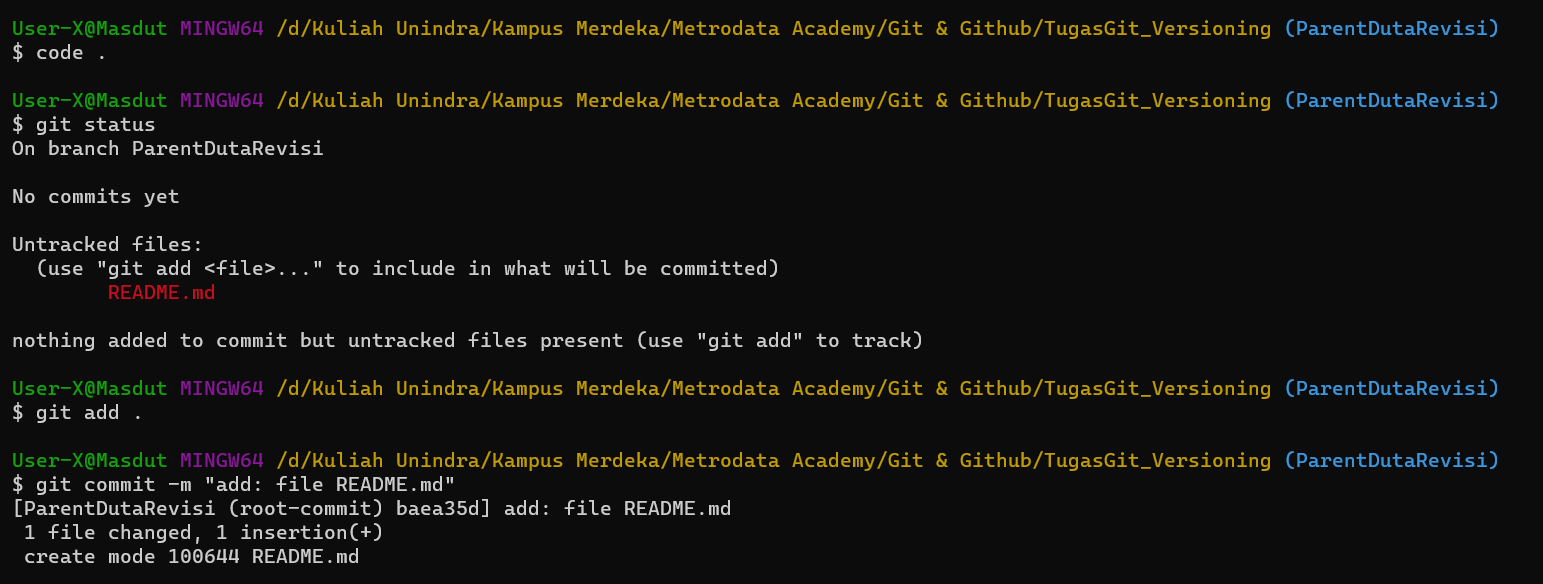 User-X@Masdut MINGW64 /d/Kuliah Unindra/Kampus Merdeka/Metrodata Academy/Git & Github/TugasGit_Versioning (ParentDutaRevisi)
$ code .
User-X@Masdut MINGW64 /d/Kuliah Unindra/Kampus Merdeka/Metrodata Academy/Git & Github/TugasGit_Versioning (ParentDutaRevisi)
$ git status
On branch ParentDutaRevisi
No commits yet
Untracked files:
  (use "git add <file>..." to include in what will be committed)
        README.md
nothing added to commit but untracked files present (use "git add" to track)
User-X@Masdut MINGW64 /d/Kuliah Unindra/Kampus Merdeka/Metrodata Academy/Git & Github/TugasGit_Versioning (ParentDutaRevisi)
$ git add .
User-X@Masdut MINGW64 /d/Kuliah Unindra/Kampus Merdeka/Metrodata Academy/Git & Github/TugasGit_Versioning (ParentDutaRevisi)
$ git commit -m "add: file README.md"
[ParentDutaRevisi (root-commit) baea35d] add: file README.md
 1 file changed, 1 insertion(+)
 create mode 100644 README.md